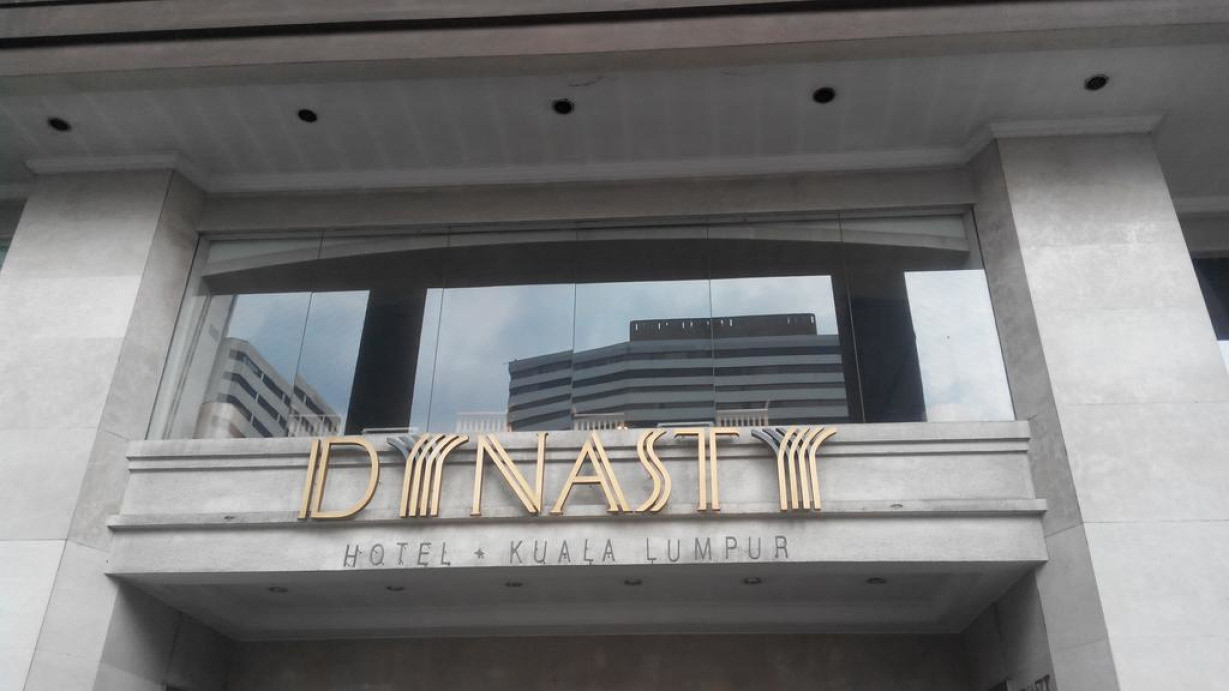 DYNASTY
HOTEL ★ KUALA LUMPUR